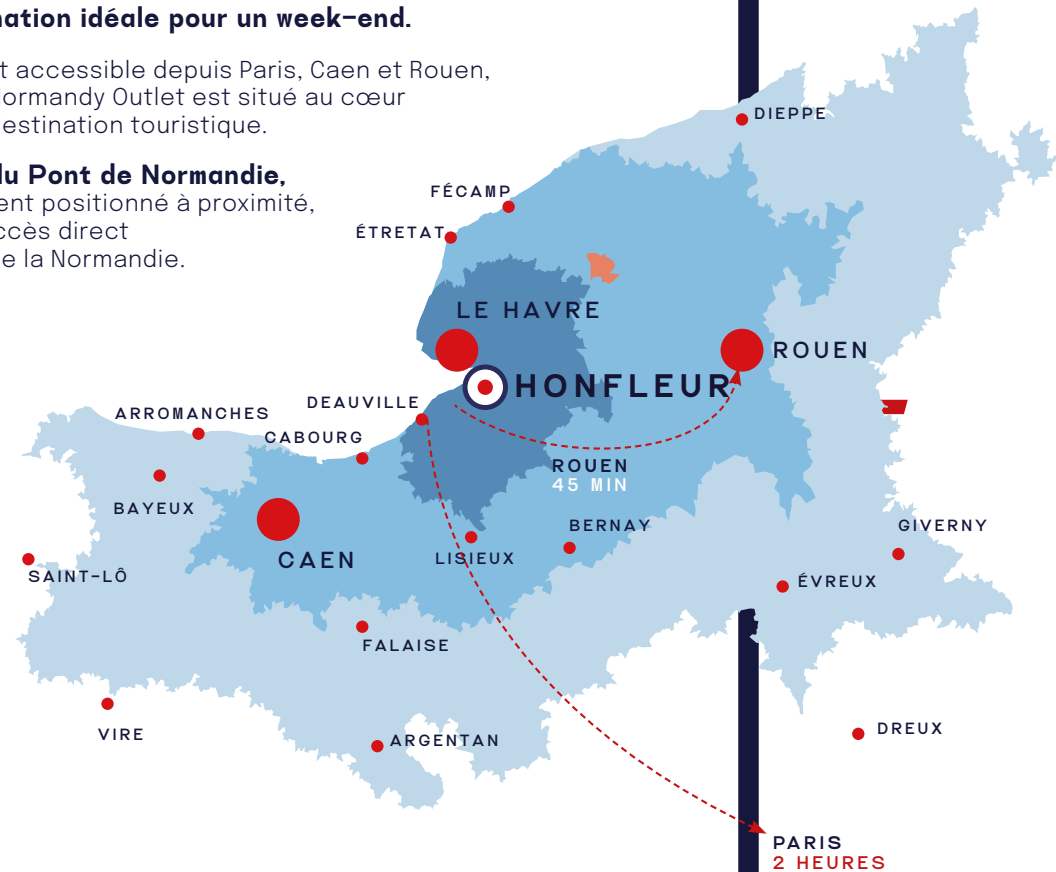 nation idéale pour un week-end.
t accessible depuis Paris, Caen et Rouen,
Normandy Outlet est situé au cœur
estination touristique.
du Pont de Normandie,
ent positionné à proximité,
ccès direct
e la Normandie.
DIEPPE
FÉCAMP
ÉTRETAT
LE HAVRE
ROUEN
HONFLEUR
DEAUVILLE
ARROMANCHES
CABOURG
ROUEN
45 MIN
BAYEUX
BERNAY
GIVERNY
CAEN
LISIEUX
SAINT-LÔ
ÉVREUX
FALAISE
VIRE
ARGENTAN
DREUX
PARIS
2 HEURES